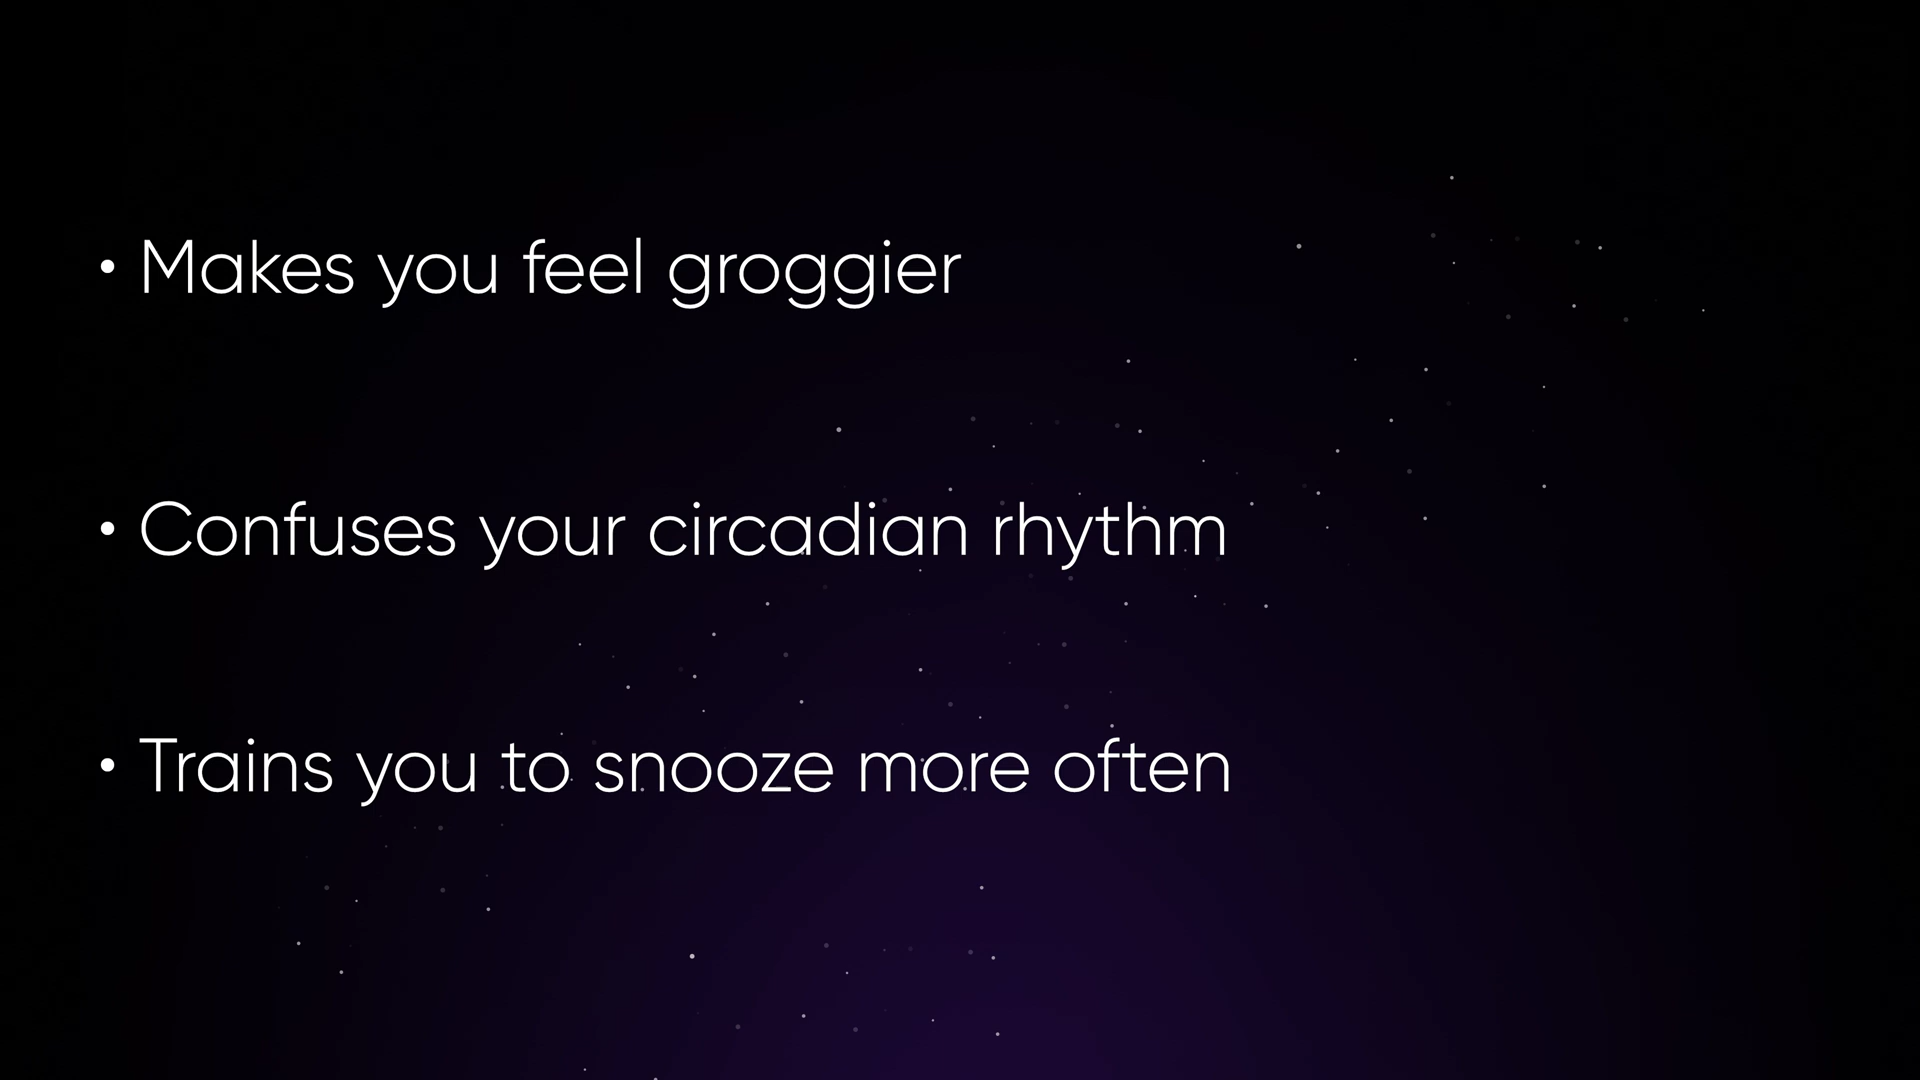 • Makes you feel groggier
• Confuses your circadian rhythm
• Trains you to snooze more often